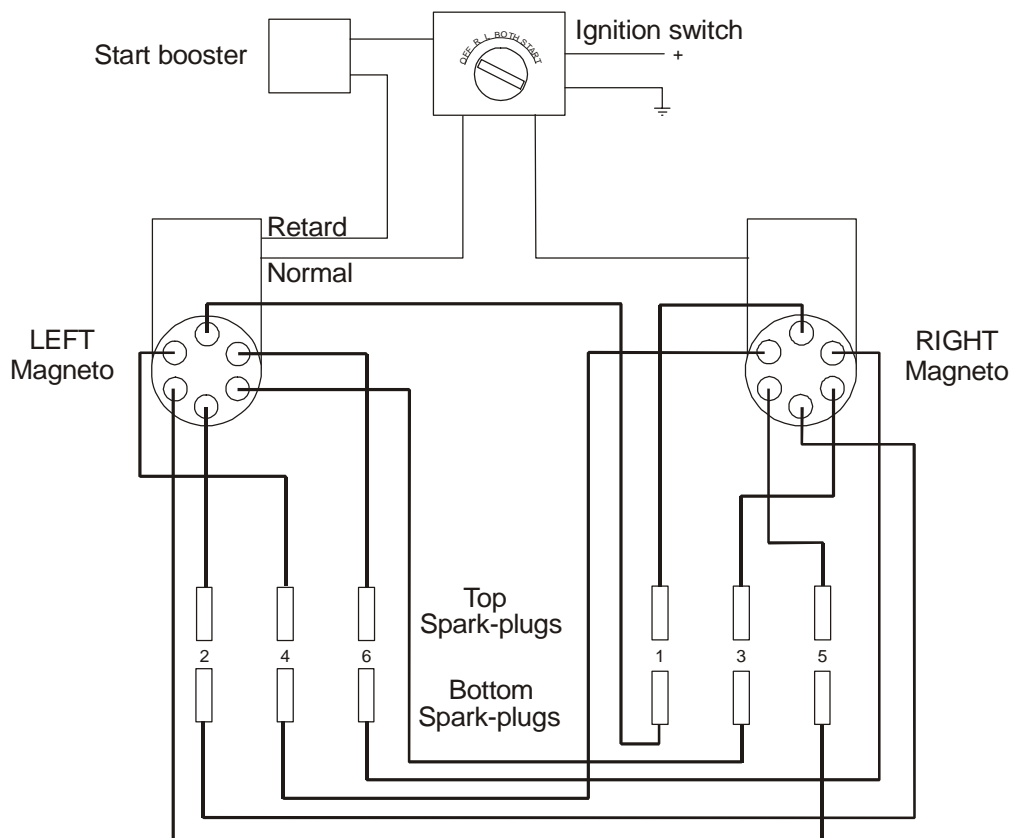 Start booster
OFF R L BOTH START
Ignition switch
+
Retard
Normal
LEFT
Magneto
RIGHT
Magneto
Top
Spark-plugs
2 4 6 1 3 5
Bottom
Spark-plugs